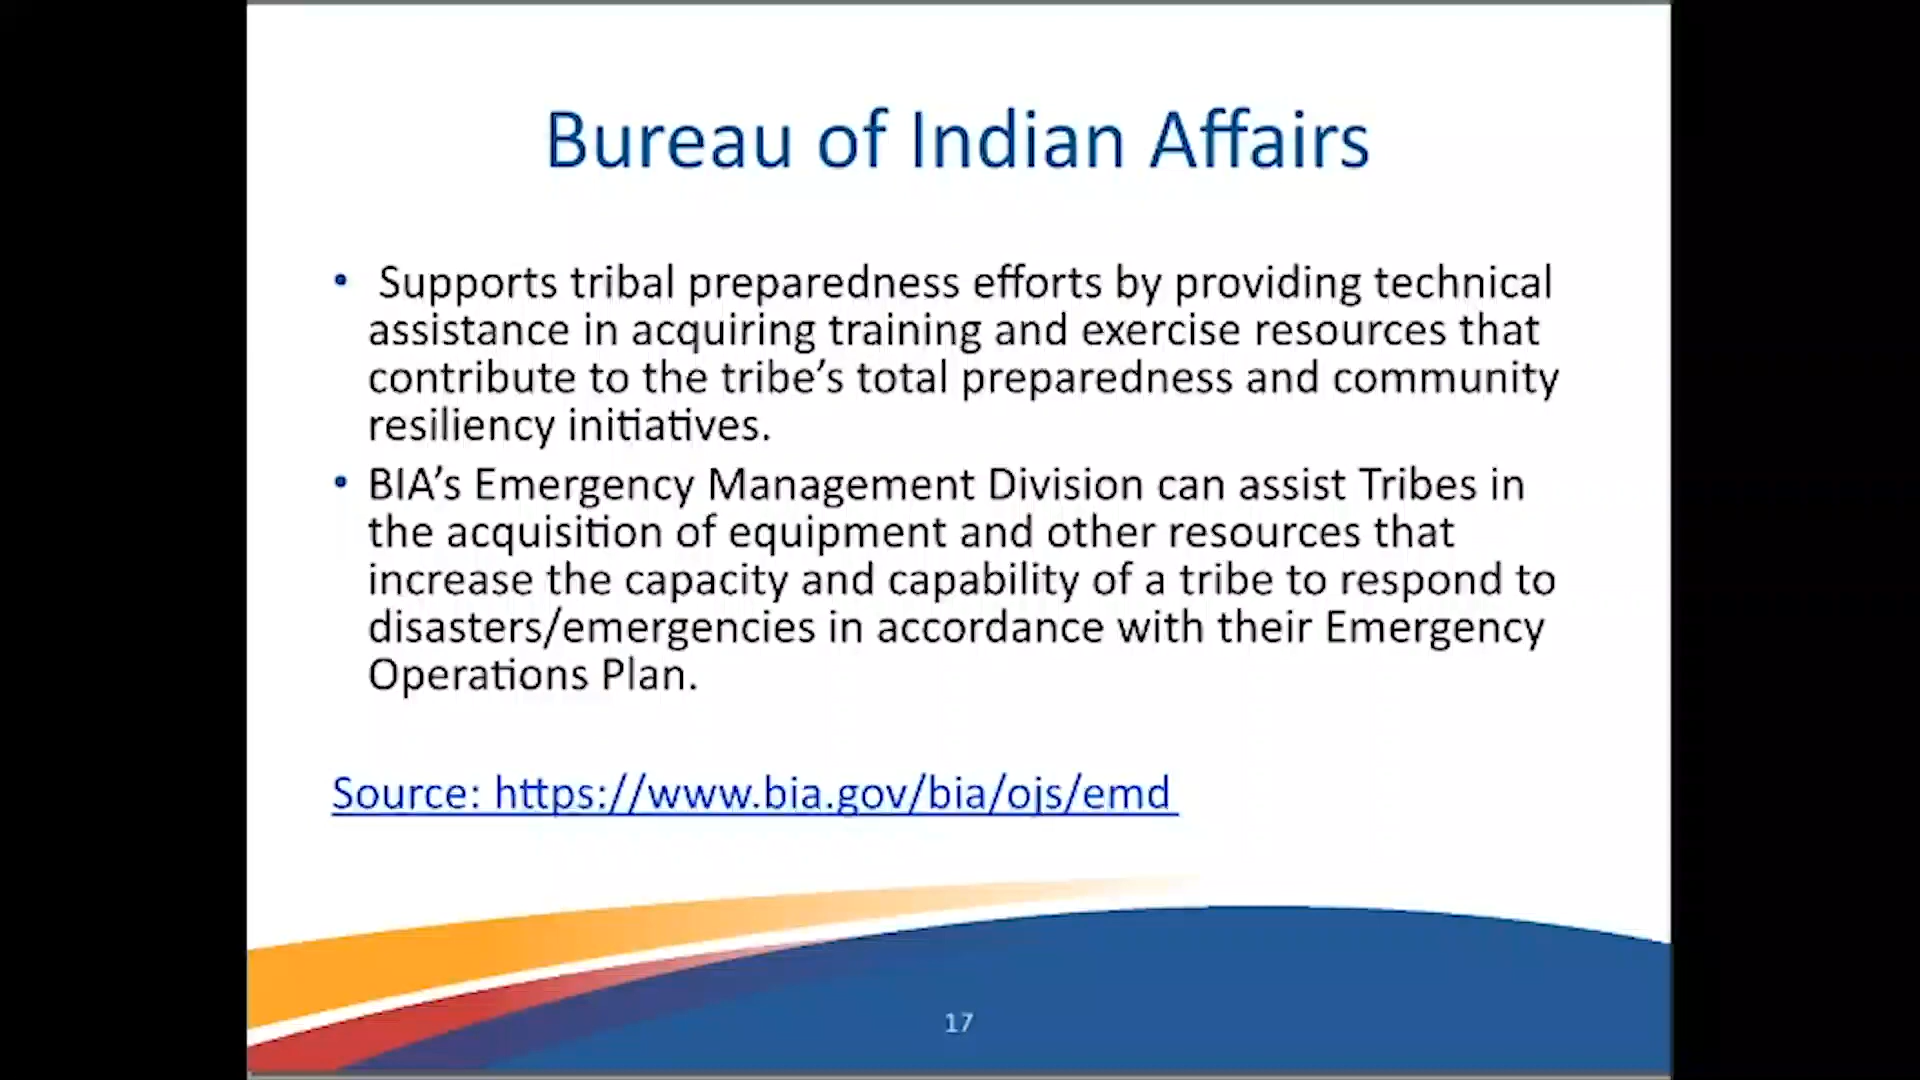 Bureau of Indian Affairs
• Supports tribal preparedness efforts by providing technical
assistance in acquiring training and exercise resources that
contribute to the tribe’s total preparedness and community
resiliency initiatives.
• BIA’s Emergency Management Division can assist Tribes in
the acquisition of equipment and other resources that
increase the capacity and capability of a tribe to respond to
disasters/emergencies in accordance with their Emergency
Operations Plan.
Source: https://www.bia.gov/bia/ojs/emd
17